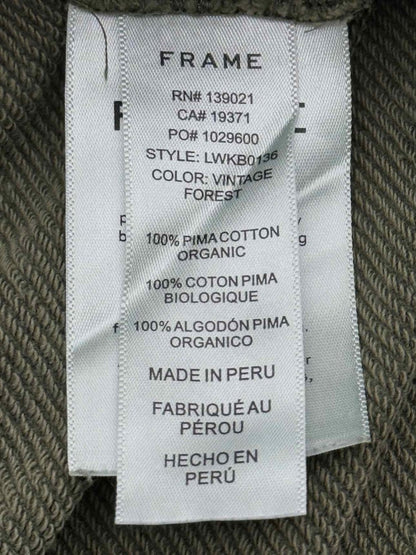 FRAME
RN# 139021
CA# 19371
PO# 1029600
STYLE: LWKB0136
COLOR: VINTAGE
FOREST
100% PIMA COTTON
ORGANIC
100% COTON PIMA
BIOLOGIQUE
100% ALGODÓN PIMA
ORGANICO
MADE IN PERU
FABRIQUÉ AU
PÉROU
HECHO EN
PERÚ